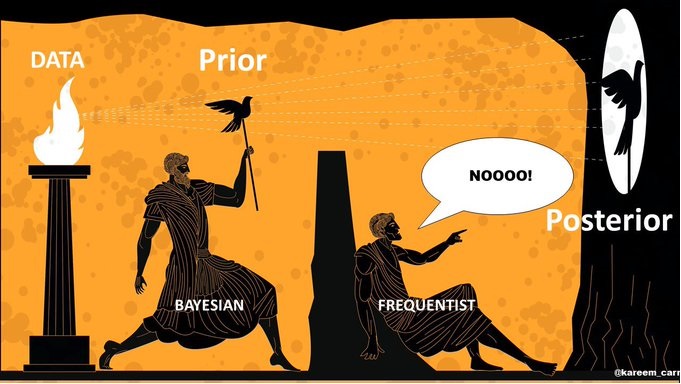 DATA
Prior
NOOOO!
Posterior
BAYESIAN
FREQUENTIST
@kareem_carr